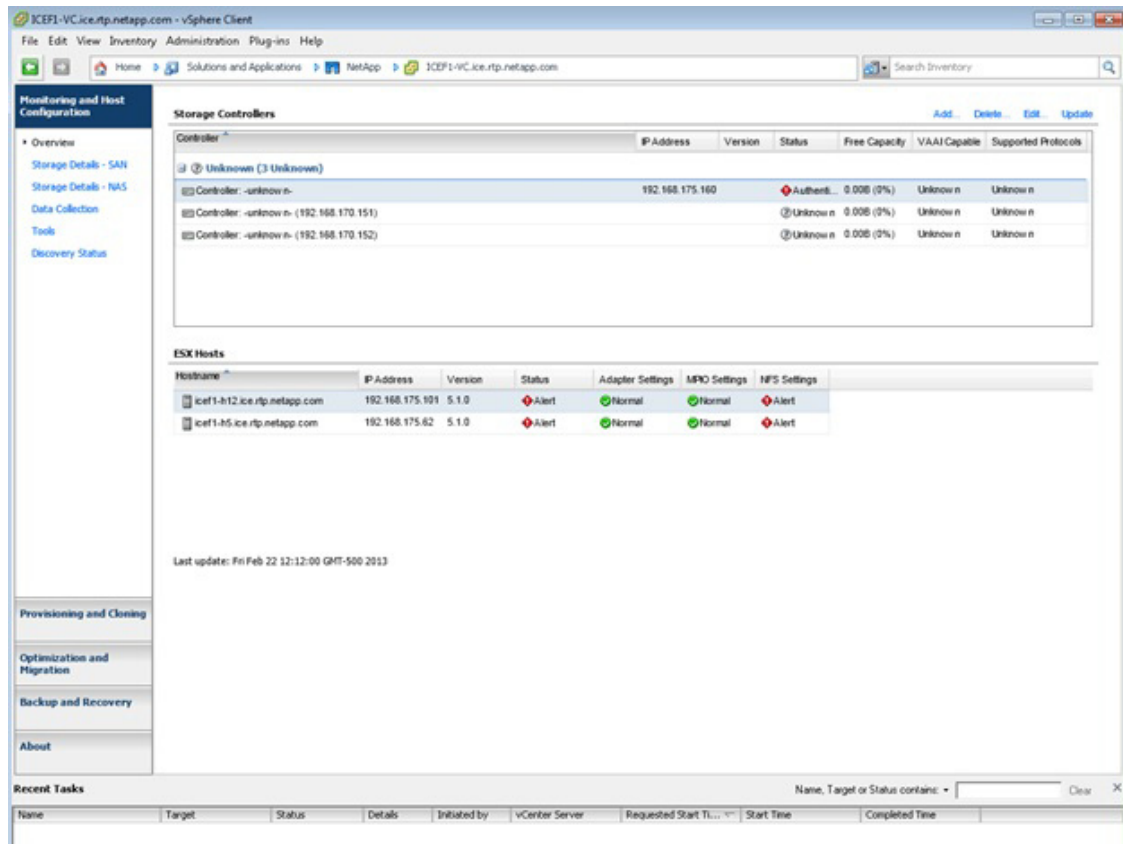 ICEF1-VC.ice.rtp.netapp.com - vSphere Client
File Edit View Inventory Administration Plug-ins Help
Home Solutions and Applications NetApp ICEF1-VC.ice.rtp.netapp.com Search Inventory
Monitoring and Host Configuration
Overview
Storage Details - SAN
Storage Details - NAS
Data Collection
Tools
Discovery Status
Storage Controllers Add... Delete... Edit... Update
Controller IP Address Version Status Free Capacity VAAI Capable Supported Protocols
Unknown (3 Unknown)
Controller: -unknown- 192.168.175.160 Authenti... 0.00B (0%) Unknown Unknown
Controller: -unknown- (192.168.170.151) Unknown 0.00B (0%) Unknown Unknown
Controller: -unknown- (192.168.170.152) Unknown 0.00B (0%) Unknown Unknown
ESX Hosts
Hostname IP Address Version Status Adapter Settings MPIO Settings NFS Settings
icef1-h12.ice.rtp.netapp.com 192.168.175.101 5.1.0 Alert Normal Normal Alert
icef1-h5.ice.rtp.netapp.com 192.168.175.62 5.1.0 Alert Normal Normal Alert
Last update: Fri Feb 22 12:12:00 GMT-500 2013
Provisioning and Cloning
Optimization and Migration
Backup and Recovery
About
Recent Tasks Name, Target or Status contains: Clear
Name Target Status Details Initiated by vCenter Server Requested Start Ti... Start Time Completed Time